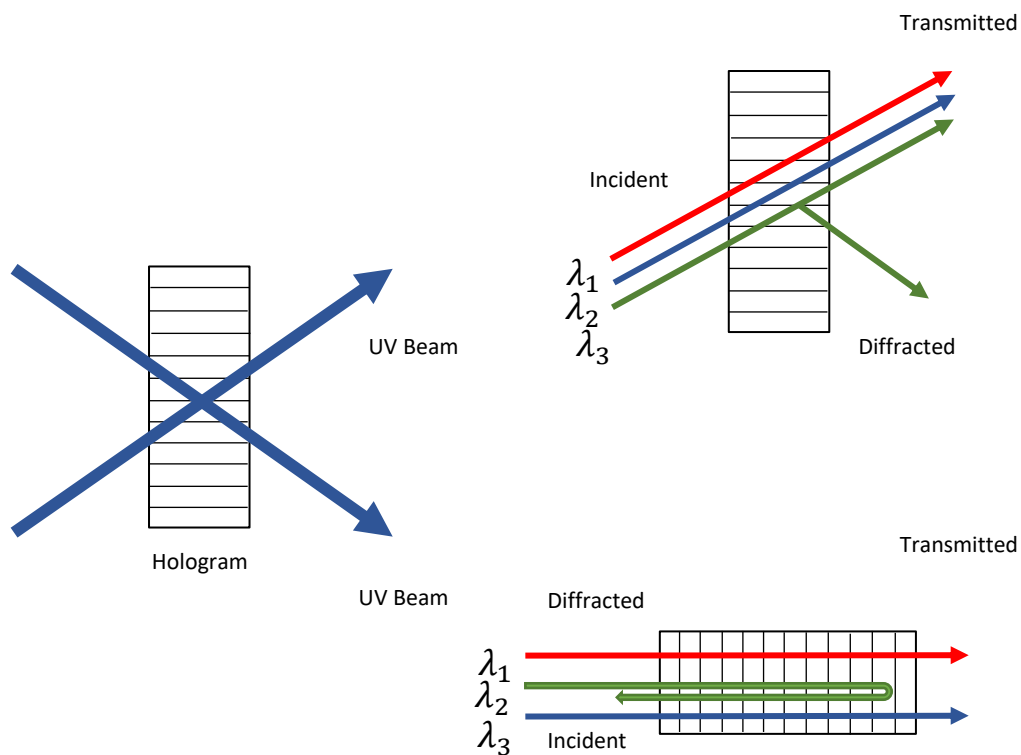 Transmitted
Incident
λ₁
λ₂
λ₃
Diffracted
UV Beam
Hologram
UV Beam
Transmitted
Diffracted
λ₁
λ₂
λ₃
Incident